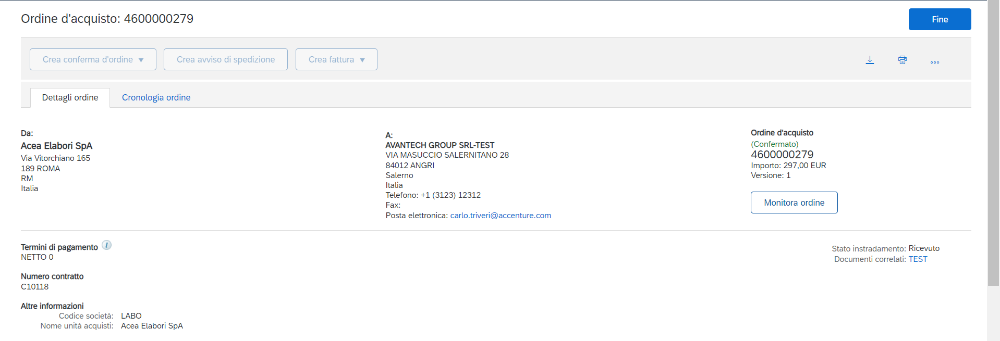 Ordine d'acquisto: 4600000279
Fine
Crea conferma d'ordine ▼
Crea avviso di spedizione
Crea fattura ▼
Dettagli ordine
Cronologia ordine
Da:
Acea Elabori SpA
Via Vitorchiano 165
189 ROMA
RM
Italia
A:
AVANTECH GROUP SRL-TEST
VIA MASUCCIO SALERNITANO 28
84012 ANGRI
Salerno
Italia
Telefono: +1 (3123) 12312
Fax:
Posta elettronica: carlo.triveri@accenture.com
Ordine d'acquisto
(Confermato)
4600000279
Importo: 297,00 EUR
Versione: 1
Monitora ordine
Termini di pagamento i
NETTO 0
Stato instradamento: Ricevuto
Documenti correlati: TEST
Numero contratto
C10118
Altre informazioni
Codice società: LABO
Nome unità acquisti: Acea Elabori SpA